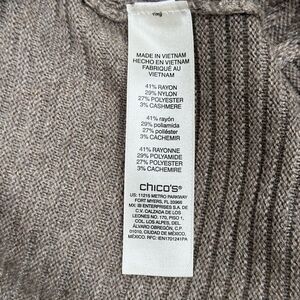 MADE IN VIETNAM
HECHO EN VIETNAM
FABRIQUÉ AU
VIETNAM
41% RAYON
29% NYLON
27% POLYESTER
3% CASHMERE
41% rayón
29% poliamida
27% poliéster
3% CACHEMIR
41% RAYONNE
29% POLYAMIDE
27% POLYESTER
3% CACHEMIRE
chico's®
US: 11215 METRO PARKWAY
FORT MYERS, FL 33966
MX: IB ENTERPRISES S.A. DE
C.V. CALZADA DE LOS
LEONES NO. 170, PISO 1,
COL. LOS ALPES, DEL.
ÁLVARO OBREGÓN, C.P.
01010, CIUDAD DE MÉXICO,
MÉXICO, RFC: IEN1701241PA